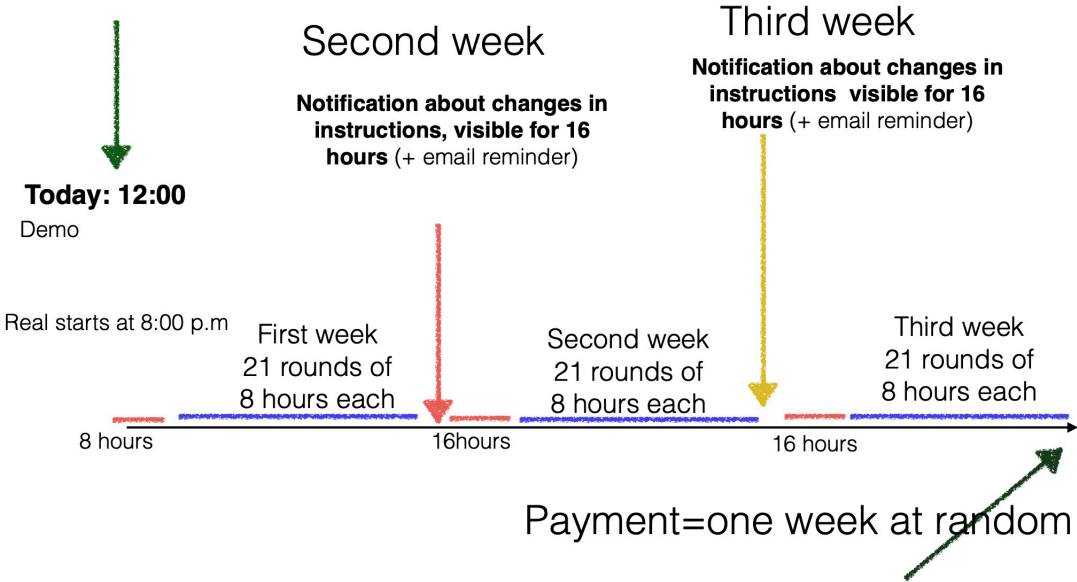 Second week
Third week
Notification about changes in
instructions, visible for 16
hours (+ email reminder)
Notification about changes in
instructions  visible for 16
hours (+ email reminder)
Today: 12:00
Demo
Real starts at 8:00 p.m
First week
21 rounds of
8 hours each
Second week
21 rounds of
8 hours each
Third week
21 rounds of
8 hours each
8 hours
16hours
16 hours
Payment=one week at random